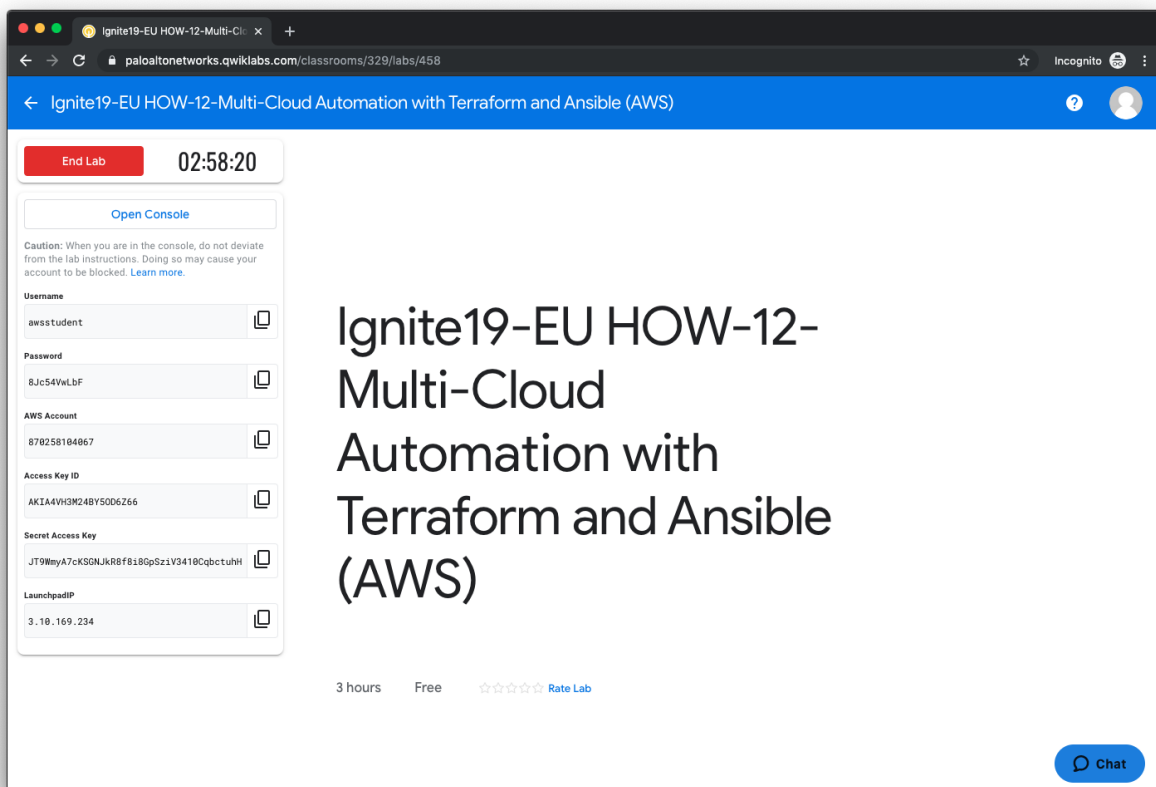 Ignite19-EU HOW-12-Multi-Clo
paloaltonetworks.qwiklabs.com/classrooms/329/labs/458
Incognito
Ignite19-EU HOW-12-Multi-Cloud Automation with Terraform and Ansible (AWS)
End Lab
02:58:20
Open Console
Caution: When you are in the console, do not deviate
from the lab instructions. Doing so may cause your
account to be blocked. Learn more.
Username
awsstudent
Password
8Jc54VwLbF
AWS Account
870258104067
Access Key ID
AKIA4VH3M24BY5OD6Z66
Secret Access Key
JT9WmyA7cKSGNJkR8f8i8GpSziV3410CqbctuhH
LaunchpadIP
3.10.169.234
Ignite19-EU HOW-12-
Multi-Cloud
Automation with
Terraform and Ansible
(AWS)
3 hours
Free
Rate Lab
Chat